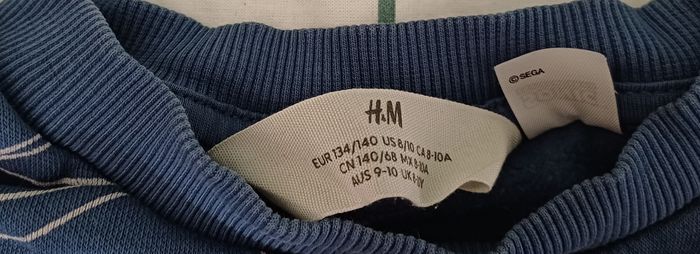 H&M
EUR 134/140 US 8/10 CA 8-10A
CN 140/68 MX 8-10A
AUS 9-10 UK 8-10Y
©SEGA